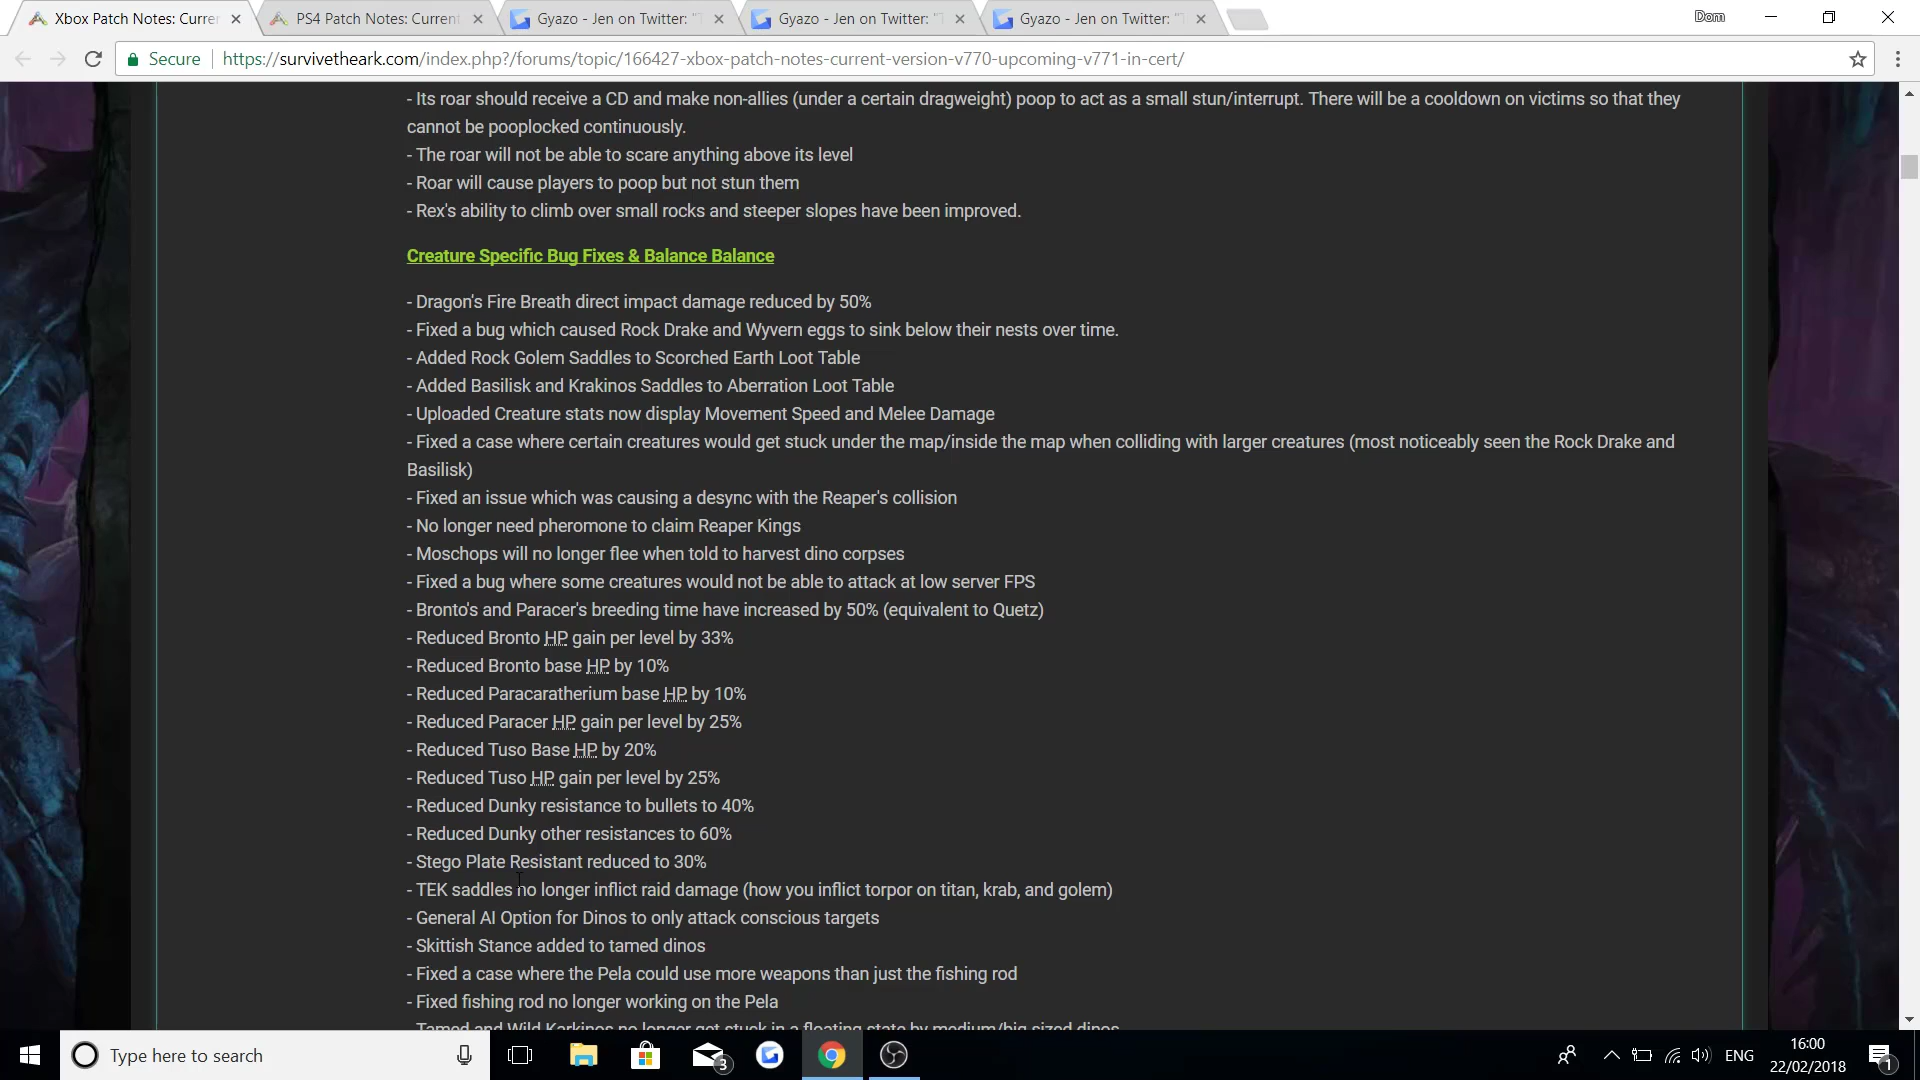 Xbox Patch Notes: Curre
PS4 Patch Notes: Current
Gyazo - Jen on Twitter: "T
Gyazo - Jen on Twitter: "T
Gyazo - Jen on Twitter: "T
Dom
Secure
https://survivetheark.com/index.php?/forums/topic/166427-xbox-patch-notes-current-version-v770-upcoming-v771-in-cert/
- Its roar should receive a CD and make non-allies (under a certain dragweight) poop to act as a small stun/interrupt. There will be a cooldown on victims so that they
cannot be pooplocked continuously.
- The roar will not be able to scare anything above its level
- Roar will cause players to poop but not stun them
- Rex's ability to climb over small rocks and steeper slopes have been improved.
Creature Specific Bug Fixes & Balance Balance
- Dragon's Fire Breath direct impact damage reduced by 50%
- Fixed a bug which caused Rock Drake and Wyvern eggs to sink below their nests over time.
- Added Rock Golem Saddles to Scorched Earth Loot Table
- Added Basilisk and Krakinos Saddles to Aberration Loot Table
- Uploaded Creature stats now display Movement Speed and Melee Damage
- Fixed a case where certain creatures would get stuck under the map/inside the map when colliding with larger creatures (most noticeably seen the Rock Drake and
Basilisk)
- Fixed an issue which was causing a desync with the Reaper's collision
- No longer need pheromone to claim Reaper Kings
- Moschops will no longer flee when told to harvest dino corpses
- Fixed a bug where some creatures would not be able to attack at low server FPS
- Bronto's and Paracer's breeding time have increased by 50% (equivalent to Quetz)
- Reduced Bronto HP gain per level by 33%
- Reduced Bronto base HP by 10%
- Reduced Paracaratherium base HP by 10%
- Reduced Paracer HP gain per level by 25%
- Reduced Tuso Base HP by 20%
- Reduced Tuso HP gain per level by 25%
- Reduced Dunky resistance to bullets to 40%
- Reduced Dunky other resistances to 60%
- Stego Plate Resistant reduced to 30%
- TEK saddles no longer inflict raid damage (how you inflict torpor on titan, krab, and golem)
- General AI Option for Dinos to only attack conscious targets
- Skittish Stance added to tamed dinos
- Fixed a case where the Pela could use more weapons than just the fishing rod
- Fixed fishing rod no longer working on the Pela
- Tamed and Wild Karkinos no longer get stuck in a floating state by medium/big sized dinos
Type here to search
3
ENG
16:00
22/02/2018
1